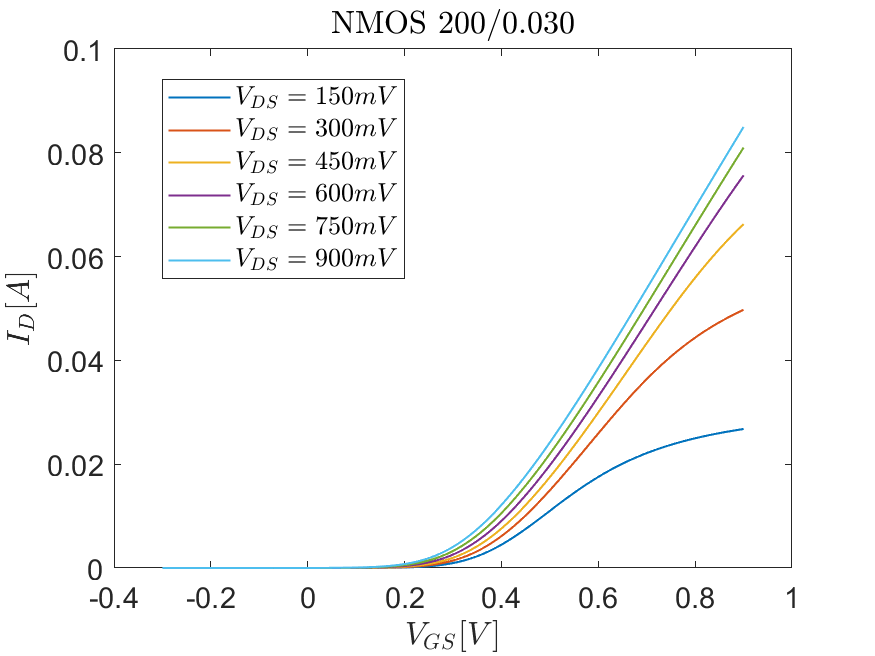 NMOS 200/0.030
0.1
V_DS = 150mV
V_DS = 300mV
0.08
V_DS = 450mV
V_DS = 600mV
V_DS = 750mV
0.06
V_DS = 900mV
I_D[A]
0.04
0.02
0
-0.4 -0.2 0 0.2 0.4 0.6 0.8 1
V_GS[V]